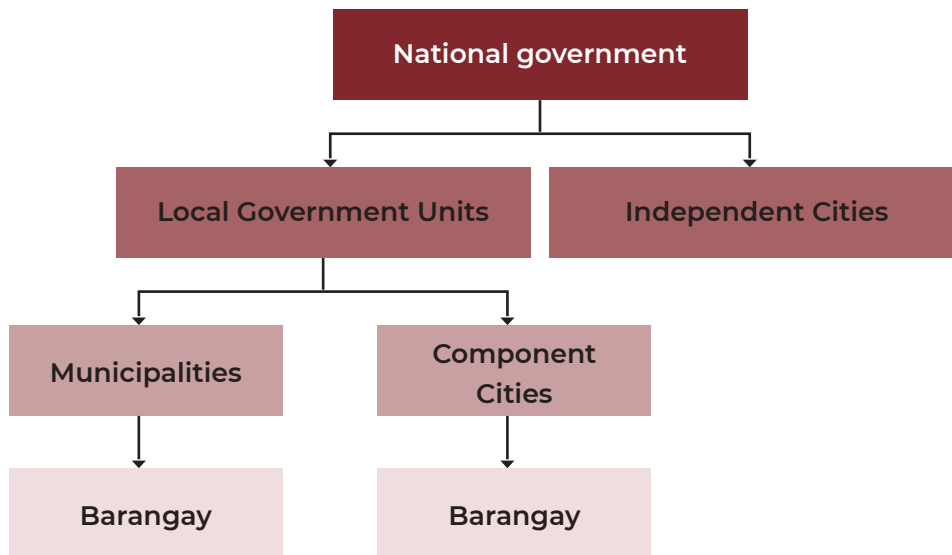 National government
Local Government Units
Independent Cities
Municipalities
Component
Cities
Barangay
Barangay